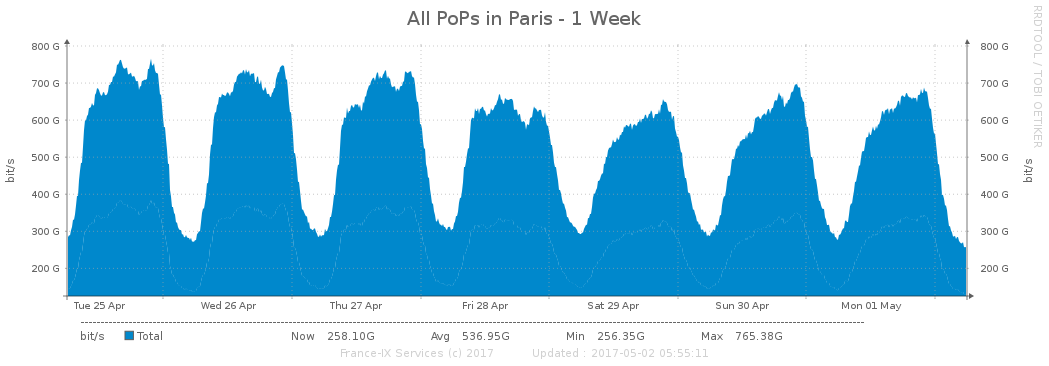 All PoPs in Paris - 1 Week
RRDTOOL / TOBI OETIKER
800 G 800 G
700 G 700 G
600 G 600 G
500 G 500 G
bit/s bit/s
400 G 400 G
300 G 300 G
200 G 200 G
Tue 25 Apr Wed 26 Apr Thu 27 Apr Fri 28 Apr Sat 29 Apr Sun 30 Apr Mon 01 May
bit/s Total Now 258.10G Avg 536.95G Min 256.35G Max 765.38G
France-IX Services (c) 2017 Updated : 2017-05-02 05:55:11